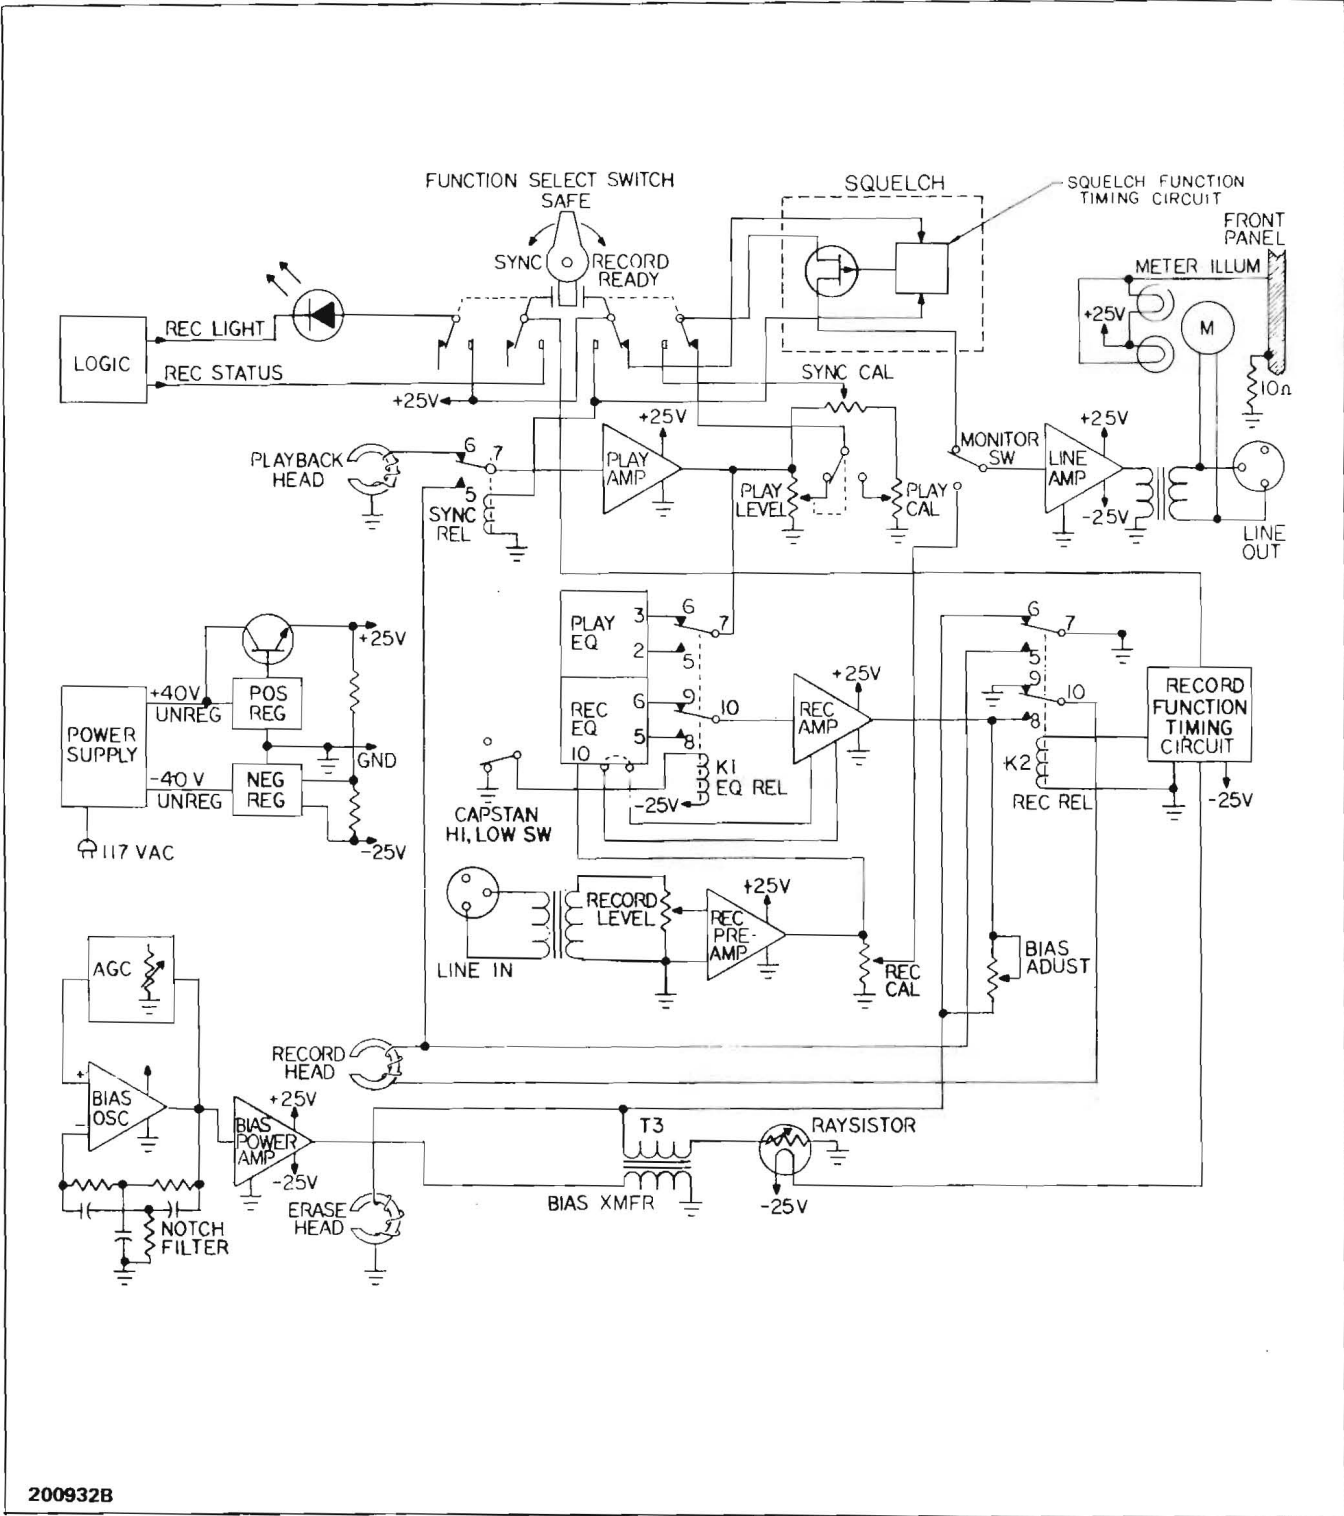 FUNCTION SELECT SWITCH
SAFE
SYNC
RECORD
READY
SQUELCH
SQUELCH FUNCTION
TIMING CIRCUIT
FRONT
PANEL
METER ILLUM
+25V
M
10Ω
LOGIC
REC LIGHT
REC STATUS
+25V
SYNC CAL
PLAYBACK
HEAD
6
7
5
SYNC
REL
PLAY
AMP
+25V
PLAY
LEVEL
PLAY
CAL
MONITOR
SW
LINE
AMP
+25V
-25V
LINE
OUT
POWER
SUPPLY
+40V
UNREG
-40V
UNREG
POS
REG
NEG
REG
+25V
GND
-25V
117 VAC
PLAY
EQ
3
2
6
7
5
REC
EQ
6
5
10
9
10
8
K1
EQ REL
-25V
CAPSTAN
HI, LOW SW
REC
AMP
+25V
6
7
5
9
10
8
K2
REC REL
RECORD
FUNCTION
TIMING
CIRCUIT
-25V
LINE IN
RECORD
LEVEL
REC
PRE-
AMP
+25V
REC
CAL
BIAS
ADUST
AGC
BIAS
OSC
+
-
NOTCH
FILTER
BIAS
POWER
AMP
+25V
-25V
RECORD
HEAD
ERASE
HEAD
T3
BIAS XMFR
RAYSISTOR
-25V
200932B